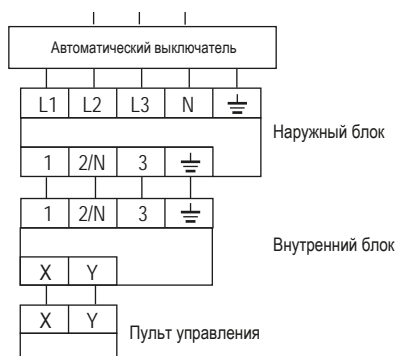 Автоматический выключатель
L1 L2 L3 N
Наружный блок
1 2/N 3
1 2/N 3
Внутренний блок
X Y
X Y
Пульт управления